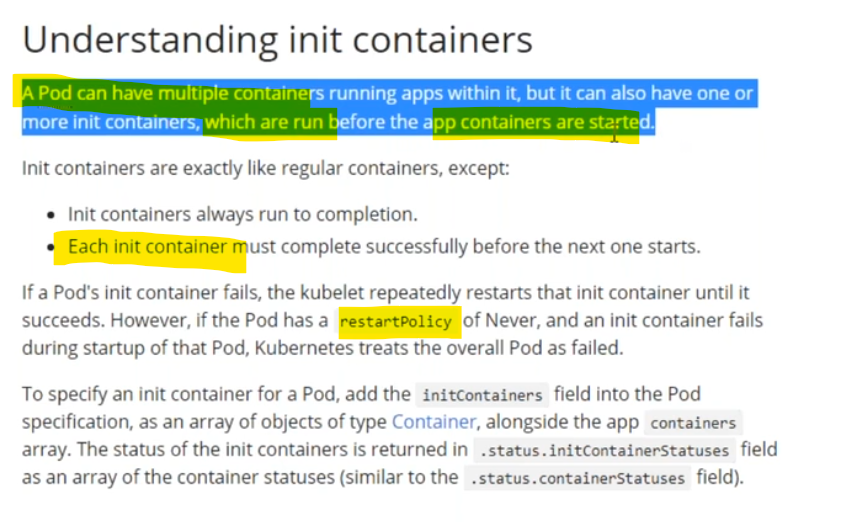 Understanding init containers
A Pod can have multiple containers running apps within it, but it can also have one or
more init containers, which are run before the app containers are started.
Init containers are exactly like regular containers, except:
• Init containers always run to completion.
• Each init container must complete successfully before the next one starts.
If a Pod's init container fails, the kubelet repeatedly restarts that init container until it
succeeds. However, if the Pod has a restartPolicy of Never, and an init container fails
during startup of that Pod, Kubernetes treats the overall Pod as failed.
To specify an init container for a Pod, add the initContainers field into the Pod
specification, as an array of objects of type Container, alongside the app containers
array. The status of the init containers is returned in .status.initContainerStatuses field
as an array of the container statuses (similar to the .status.containerStatuses field).